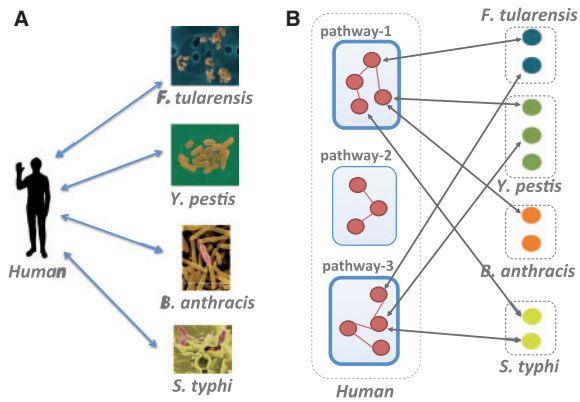 A
F. tularensis
Y. pestis
Human
B. anthracis
S. typhi
B
pathway-1
F. tularensis
pathway-2
Y. pestis
pathway-3
B. anthracis
S. typhi
Human